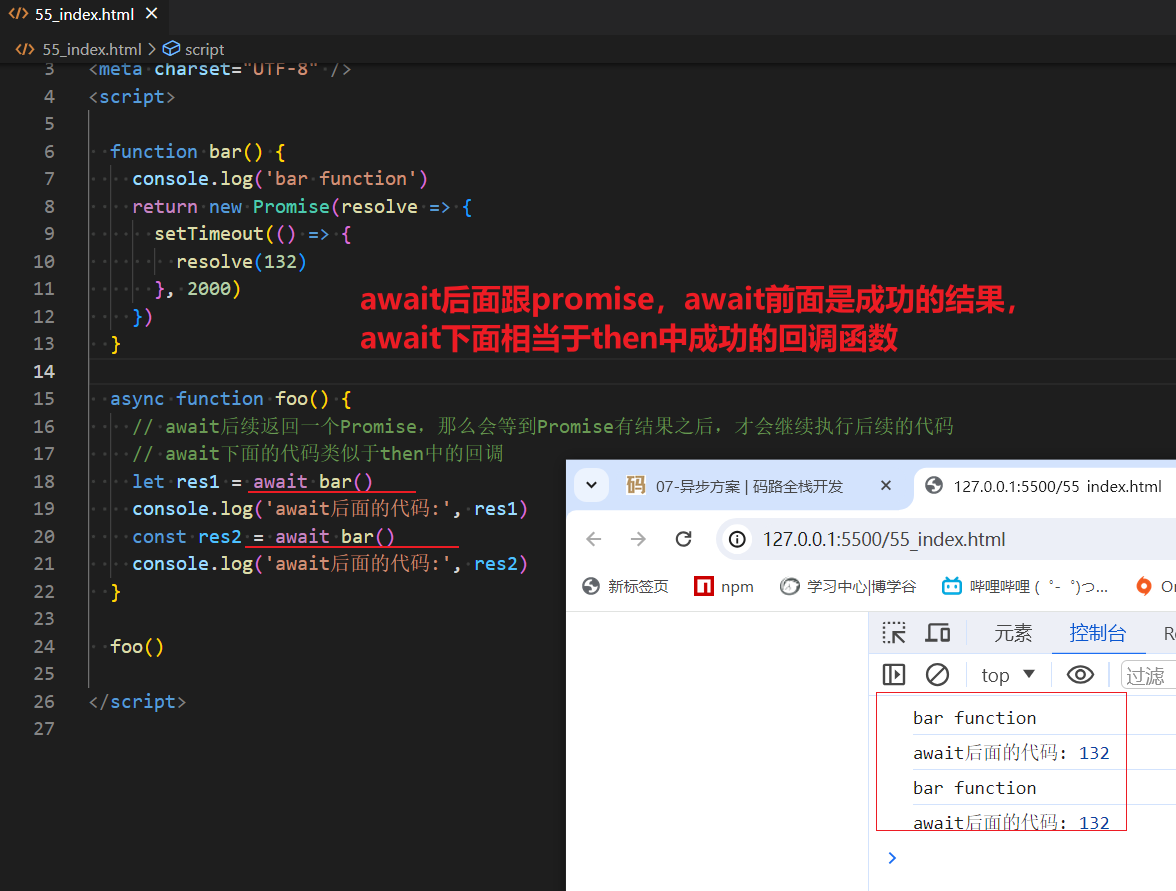 55_index.html
55_index.html > script
3 <meta charset="UTF-8" />
4 <script>
5
6 function bar() {
7 console.log('bar function')
8 return new Promise(resolve => {
9 setTimeout(() => {
10 resolve(132)
11 }, 2000)
12 })
13 }
await后面跟promise，await前面是成功的结果，
await下面相当于then中成功的回调函数
14
15 async function foo() {
16 // await后续返回一个Promise，那么会等到Promise有结果之后，才会继续执行后续的代码
17 // await下面的代码类似于then中的回调
18 let res1 = await bar()
19 console.log('await后面的代码:', res1)
20 const res2 = await bar()
21 console.log('await后面的代码:', res2)
22 }
23
24 foo()
25
26 </script>
27
码 07-异步方案 | 码路全栈开发
127.0.0.1:5500/55_index.html
127.0.0.1:5500/55_index.html
新标签页 npm 学习中心|博学谷 哔哩哔哩 ( ゜- ゜)つ...
元素 控制台
top 过滤
bar function
await后面的代码: 132
bar function
await后面的代码: 132